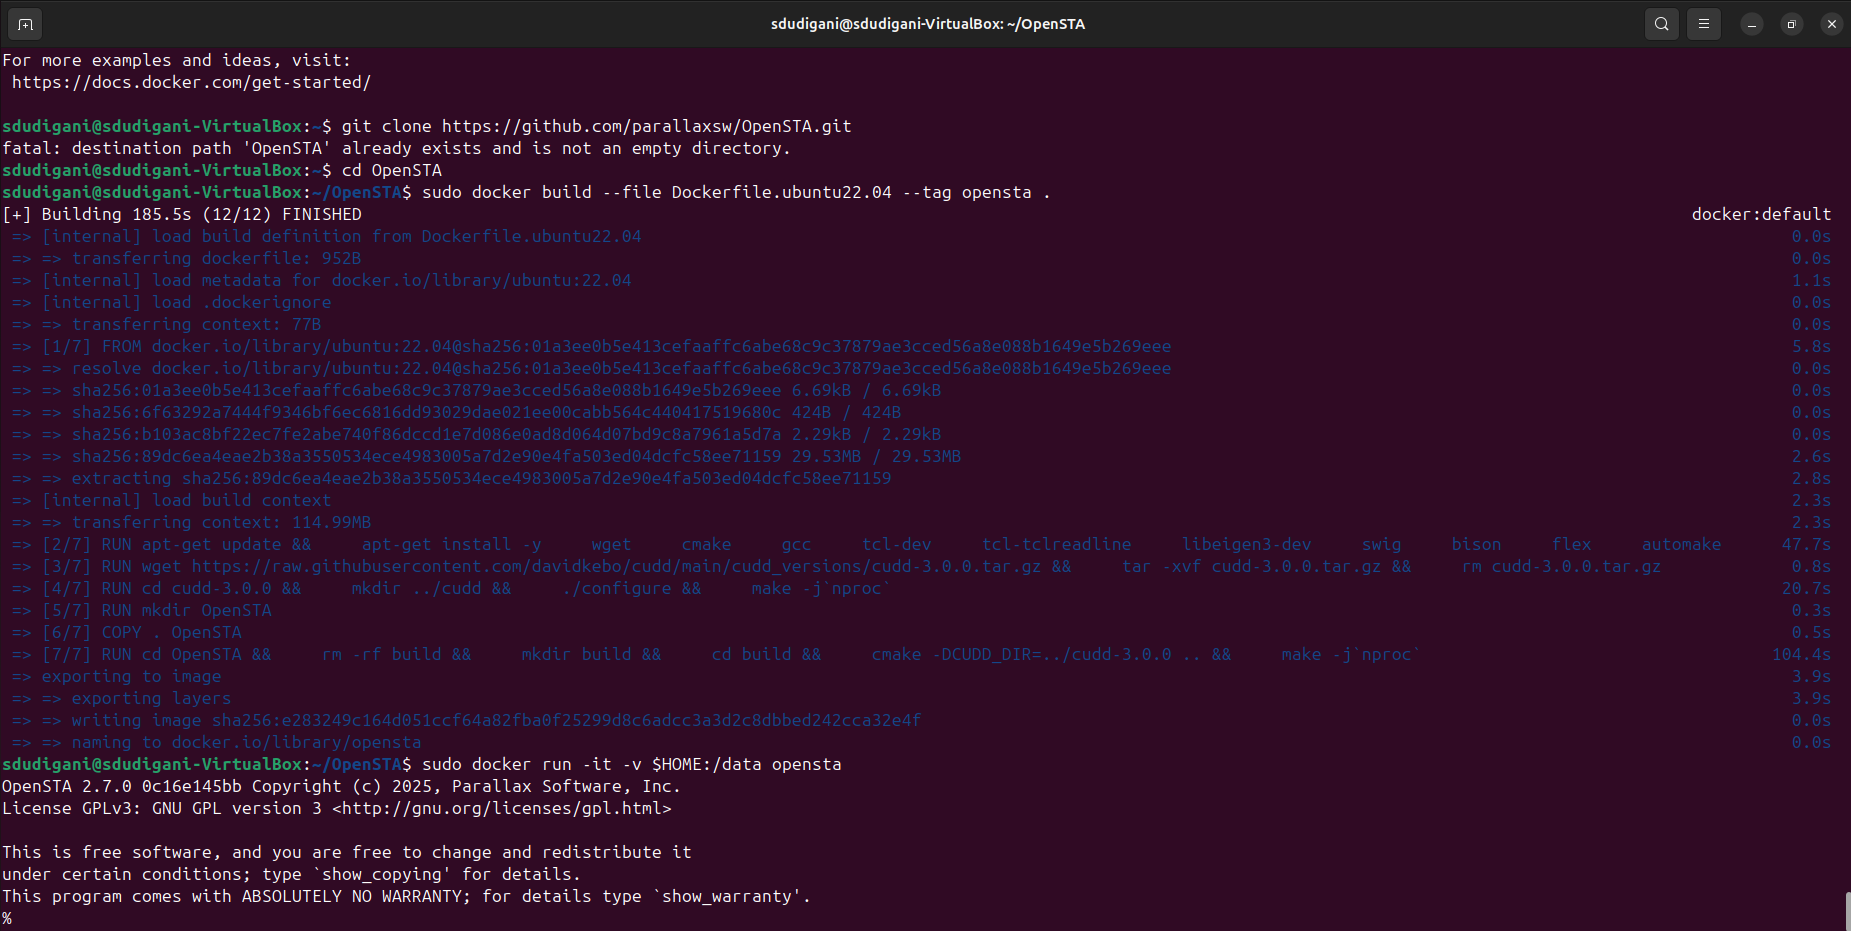 sdudigani@sdudigani-VirtualBox: ~/OpenSTA
For more examples and ideas, visit:
https://docs.docker.com/get-started/
sdudigani@sdudigani-VirtualBox:~$ git clone https://github.com/parallaxsw/OpenSTA.git
fatal: destination path 'OpenSTA' already exists and is not an empty directory.
sdudigani@sdudigani-VirtualBox:~$ cd OpenSTA
sdudigani@sdudigani-VirtualBox:~/OpenSTA$ sudo docker build --file Dockerfile.ubuntu22.04 --tag opensta .
[+] Building 185.5s (12/12) FINISHED docker:default
=> [internal] load build definition from Dockerfile.ubuntu22.04 0.0s
=> => transferring dockerfile: 952B 0.0s
=> [internal] load metadata for docker.io/library/ubuntu:22.04 1.1s
=> [internal] load .dockerignore 0.0s
=> => transferring context: 77B 0.0s
=> [1/7] FROM docker.io/library/ubuntu:22.04@sha256:01a3ee0b5e413cefaaffc6abe68c9c37879ae3cced56a8e088b1649e5b269eee 5.8s
=> => resolve docker.io/library/ubuntu:22.04@sha256:01a3ee0b5e413cefaaffc6abe68c9c37879ae3cced56a8e088b1649e5b269eee 0.0s
=> => sha256:01a3ee0b5e413cefaaffc6abe68c9c37879ae3cced56a8e088b1649e5b269eee 6.69kB / 6.69kB 0.0s
=> => sha256:6f63292a7444f9346bf6ec6816dd93029dae021ee00cabb564c440417519680c 424B / 424B 0.0s
=> => sha256:b103ac8bf22ec7fe2abe740f86dccd1e7d086e0ad8d064d07bd9c8a7961a5d7a 2.29kB / 2.29kB 0.0s
=> => sha256:89dc6ea4eae2b38a3550534ece4983005a7d2e90e4fa503ed04dcfc58ee71159 29.53MB / 29.53MB 2.6s
=> => extracting sha256:89dc6ea4eae2b38a3550534ece4983005a7d2e90e4fa503ed04dcfc58ee71159 2.8s
=> [internal] load build context 2.3s
=> => transferring context: 114.99MB 2.3s
=> [2/7] RUN apt-get update &&     apt-get install -y     wget     cmake     gcc     tcl-dev     tcl-tclreadline     libeigen3-dev     swig     bison     flex     automake 47.7s
=> [3/7] RUN wget https://raw.githubusercontent.com/davidkebo/cudd/main/cudd_versions/cudd-3.0.0.tar.gz &&     tar -xvf cudd-3.0.0.tar.gz &&     rm cudd-3.0.0.tar.gz 0.8s
=> [4/7] RUN cd cudd-3.0.0 &&     mkdir ../cudd &&     ./configure &&     make -j`nproc` 20.7s
=> [5/7] RUN mkdir OpenSTA 0.3s
=> [6/7] COPY . OpenSTA 0.5s
=> [7/7] RUN cd OpenSTA &&     rm -rf build &&     mkdir build &&     cd build &&     cmake -DCUDD_DIR=../cudd-3.0.0 .. &&     make -j`nproc` 104.4s
=> exporting to image 3.9s
=> => exporting layers 3.9s
=> => writing image sha256:e283249c164d051ccf64a82fba0f25299d8c6adcc3a3d2c8dbbed242cca32e4f 0.0s
=> => naming to docker.io/library/opensta 0.0s
sdudigani@sdudigani-VirtualBox:~/OpenSTA$ sudo docker run -it -v $HOME:/data opensta
OpenSTA 2.7.0 0c16e145bb Copyright (c) 2025, Parallax Software, Inc.
License GPLv3: GNU GPL version 3 <http://gnu.org/licenses/gpl.html>
This is free software, and you are free to change and redistribute it
under certain conditions; type `show_copying' for details.
This program comes with ABSOLUTELY NO WARRANTY; for details type `show_warranty'.
%